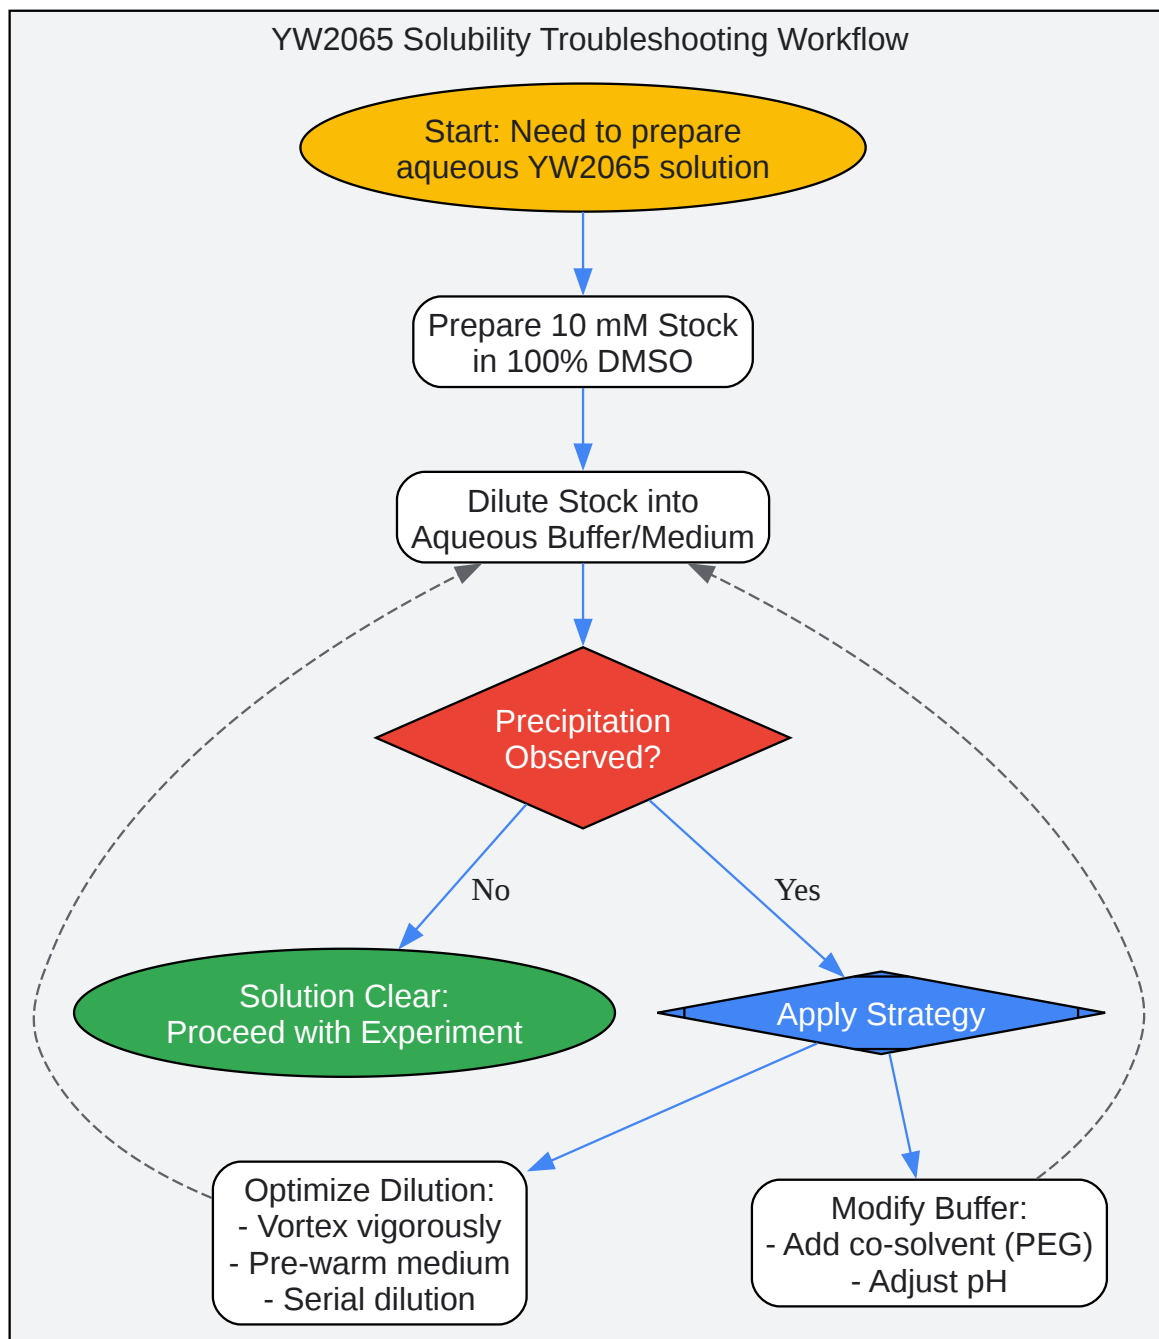 YW2065 Solubility Troubleshooting Workflow
Start: Need to prepare
aqueous YW2065 solution
Prepare 10 mM Stock
in 100% DMSO
Dilute Stock into
Aqueous Buffer/Medium
Precipitation
Observed?
No
Yes
Solution Clear:
Proceed with Experiment
Apply Strategy
Optimize Dilution:
- Vortex vigorously
- Pre-warm medium
- Serial dilution
Modify Buffer:
- Add co-solvent (PEG)
- Adjust pH